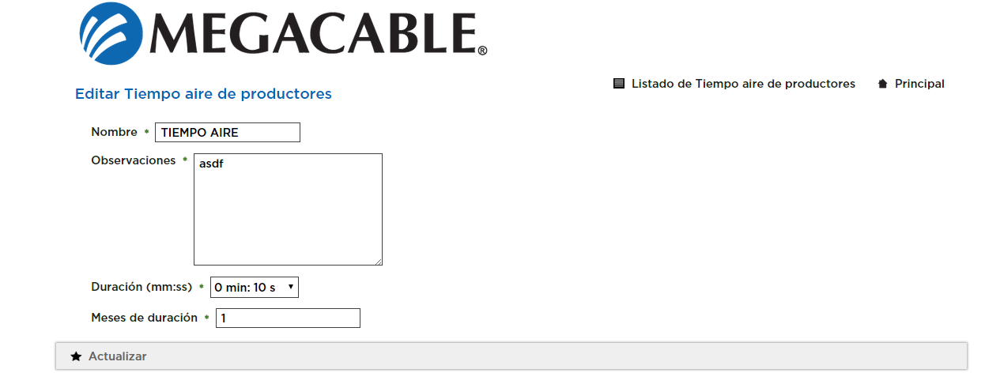 MEGACABLE®
Listado de Tiempo aire de productores Principal
Editar Tiempo aire de productores
Nombre * TIEMPO AIRE
Observaciones * asdf
Duración (mm:ss) * 0 min: 10 s
Meses de duración * 1
Actualizar